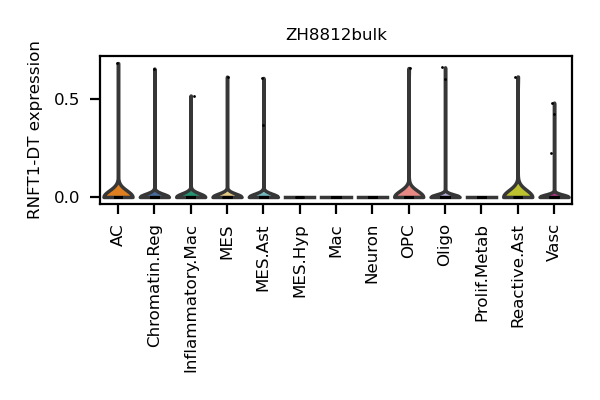 ZH8812bulk
RNFT1-DT expression
0.5
0.0
AC
Chromatin.Reg
Inflammatory.Mac
MES
MES.Ast
MES.Hyp
Mac
Neuron
OPC
Oligo
Prolif.Metab
Reactive.Ast
Vasc